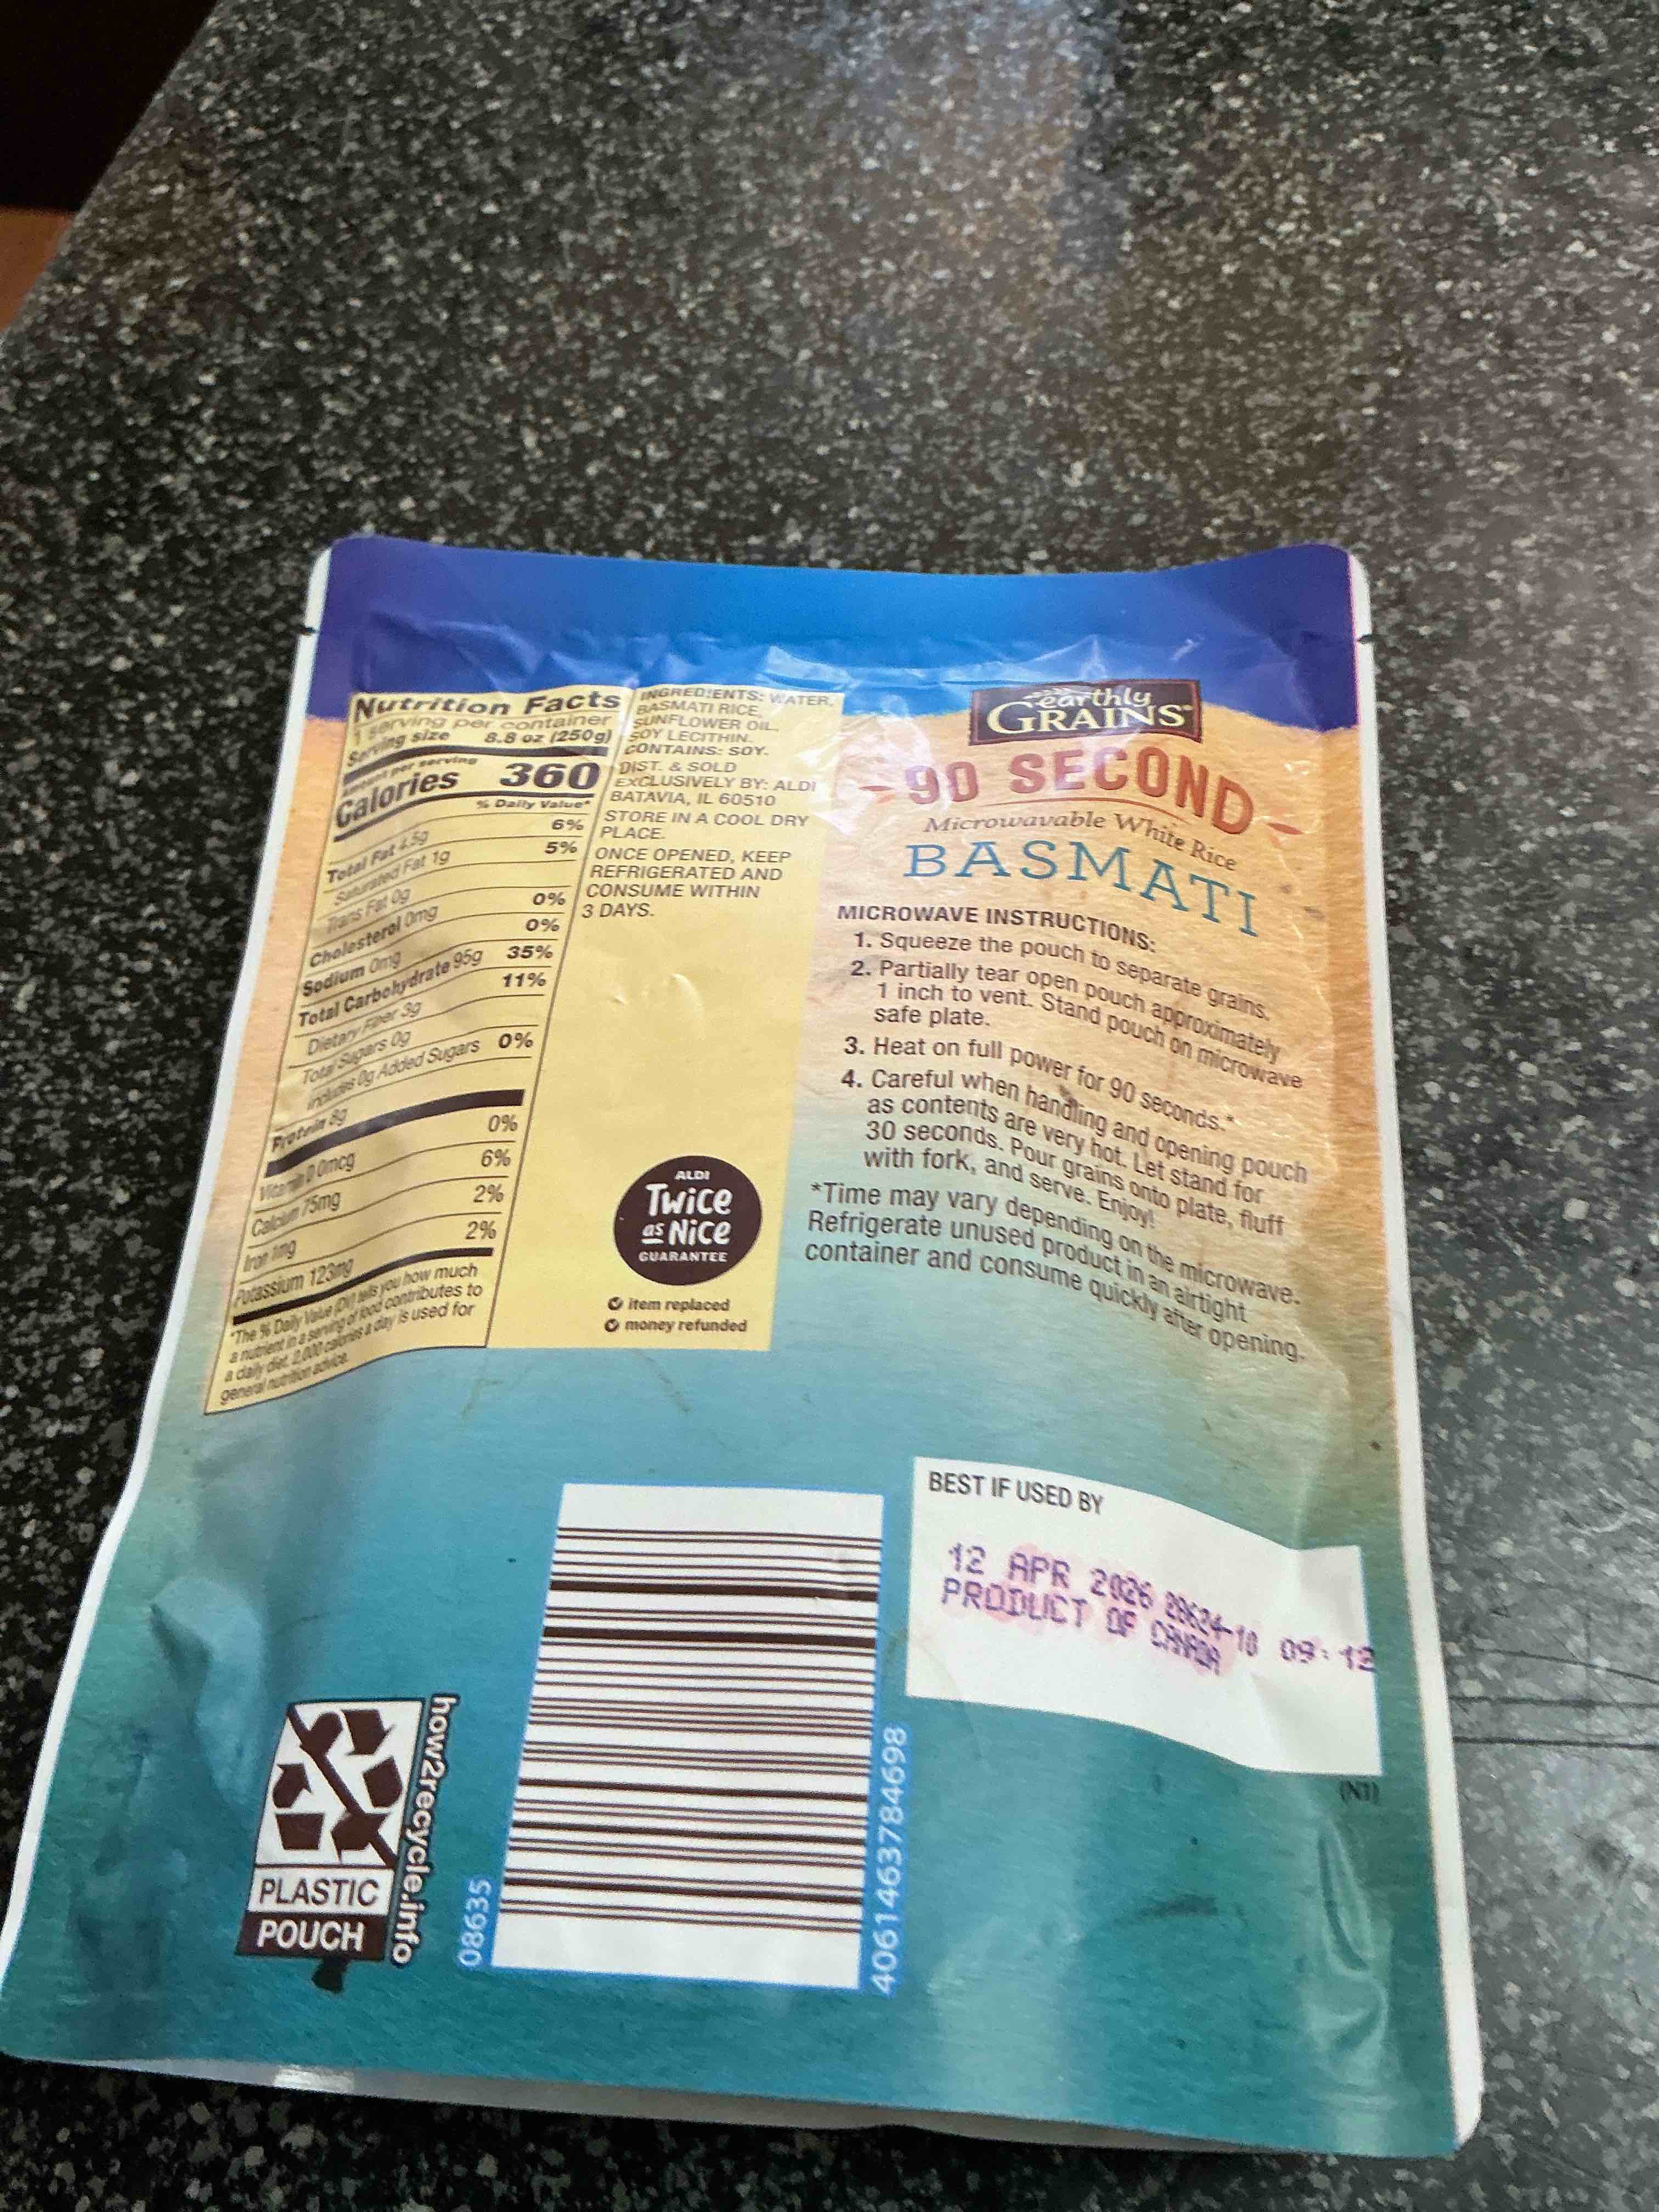 Nutrition Facts
1 serving per container
Serving size 8.8 oz (250g)
Amount per serving
Calories 360
% Daily Value*
Total Fat 4.5g 6%
Saturated Fat 1g 5%
Trans Fat 0g
Cholesterol 0mg 0%
Sodium 0mg 0%
Total Carbohydrate 95g 35%
Dietary Fiber 3g 11%
Total Sugars 0g
Includes 0g Added Sugars 0%
Protein 8g
Vitamin D 0mcg 0%
Calcium 75mg 6%
Iron 1mg 2%
Potassium 123mg 2%
*The % Daily Value (DV) tells you how much
a nutrient in a serving of food contributes to
a daily diet. 2,000 calories a day is used for
general nutrition advice.
INGREDIENTS: WATER,
BASMATI RICE,
SUNFLOWER OIL,
SOY LECITHIN.
CONTAINS: SOY.
DIST. & SOLD
EXCLUSIVELY BY: ALDI
BATAVIA, IL 60510
STORE IN A COOL DRY
PLACE.
ONCE OPENED, KEEP
REFRIGERATED AND
CONSUME WITHIN
3 DAYS.
ALDI
Twice
as Nice
GUARANTEE
item replaced
money refunded
earthly
GRAINS®
90 SECOND
Microwavable White Rice
BASMATI
MICROWAVE INSTRUCTIONS:
1. Squeeze the pouch to separate grains.
2. Partially tear open pouch approximately
1 inch to vent. Stand pouch on microwave
safe plate.
3. Heat on full power for 90 seconds.*
4. Careful when handling and opening pouch
as contents are very hot. Let stand for
30 seconds. Pour grains onto plate, fluff
with fork, and serve. Enjoy!
*Time may vary depending on the microwave.
Refrigerate unused product in an airtight
container and consume quickly after opening.
BEST IF USED BY
12 APR 2026 28624-10 09:12
PRODUCT OF CANADA
(N1)
PLASTIC
POUCH
how2recycle.info
08635
4061463784698